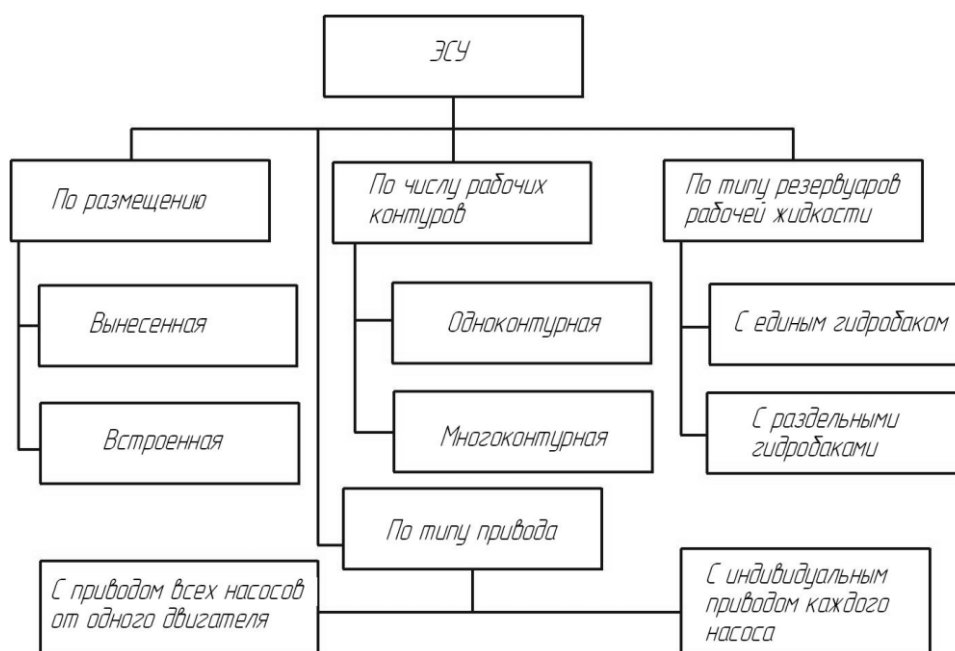 ЭСУ
По размещению
Вынесенная
Встроенная
По числу рабочих
контуров
Одноконтурная
Многоконтурная
По типу резервуаров
рабочей жидкости
С единым гидробаком
С раздельными
гидробаками
По типу привода
С приводом всех насосов
от одного двигателя
С индивидуальным
приводом каждого
насоса